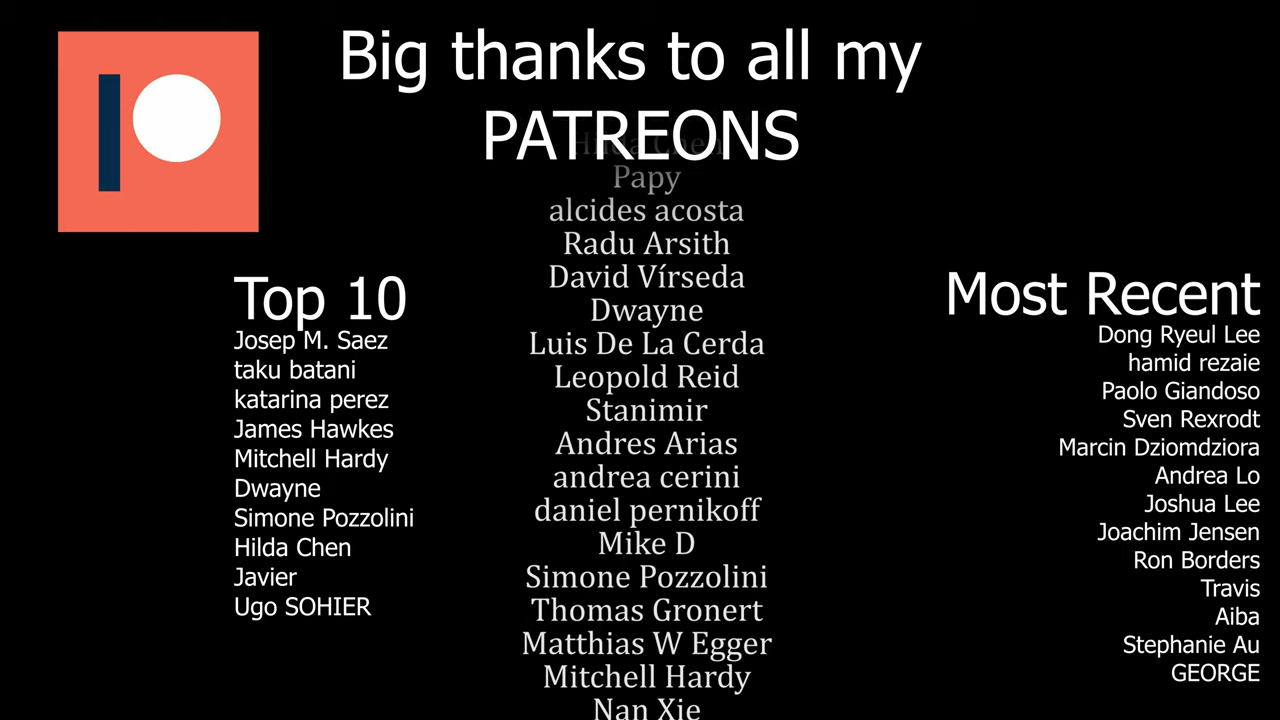 Big thanks to all my
PATREONS
Hilda Chen
Papy
alcides acosta
Radu Arsith
David Vírseda
Dwayne
Luis De La Cerda
Leopold Reid
Stanimir
Andres Arias
andrea cerini
daniel pernikoff
Mike D
Simone Pozzolini
Thomas Gronert
Matthias W Egger
Mitchell Hardy
Nan Xie
Top 10
Josep M. Saez
taku batani
katarina perez
James Hawkes
Mitchell Hardy
Dwayne
Simone Pozzolini
Hilda Chen
Javier
Ugo SOHIER
Most Recent
Dong Ryeul Lee
hamid rezaie
Paolo Giandoso
Sven Rexrodt
Marcin Dziomdziora
Andrea Lo
Joshua Lee
Joachim Jensen
Ron Borders
Travis
Aiba
Stephanie Au
GEORGE